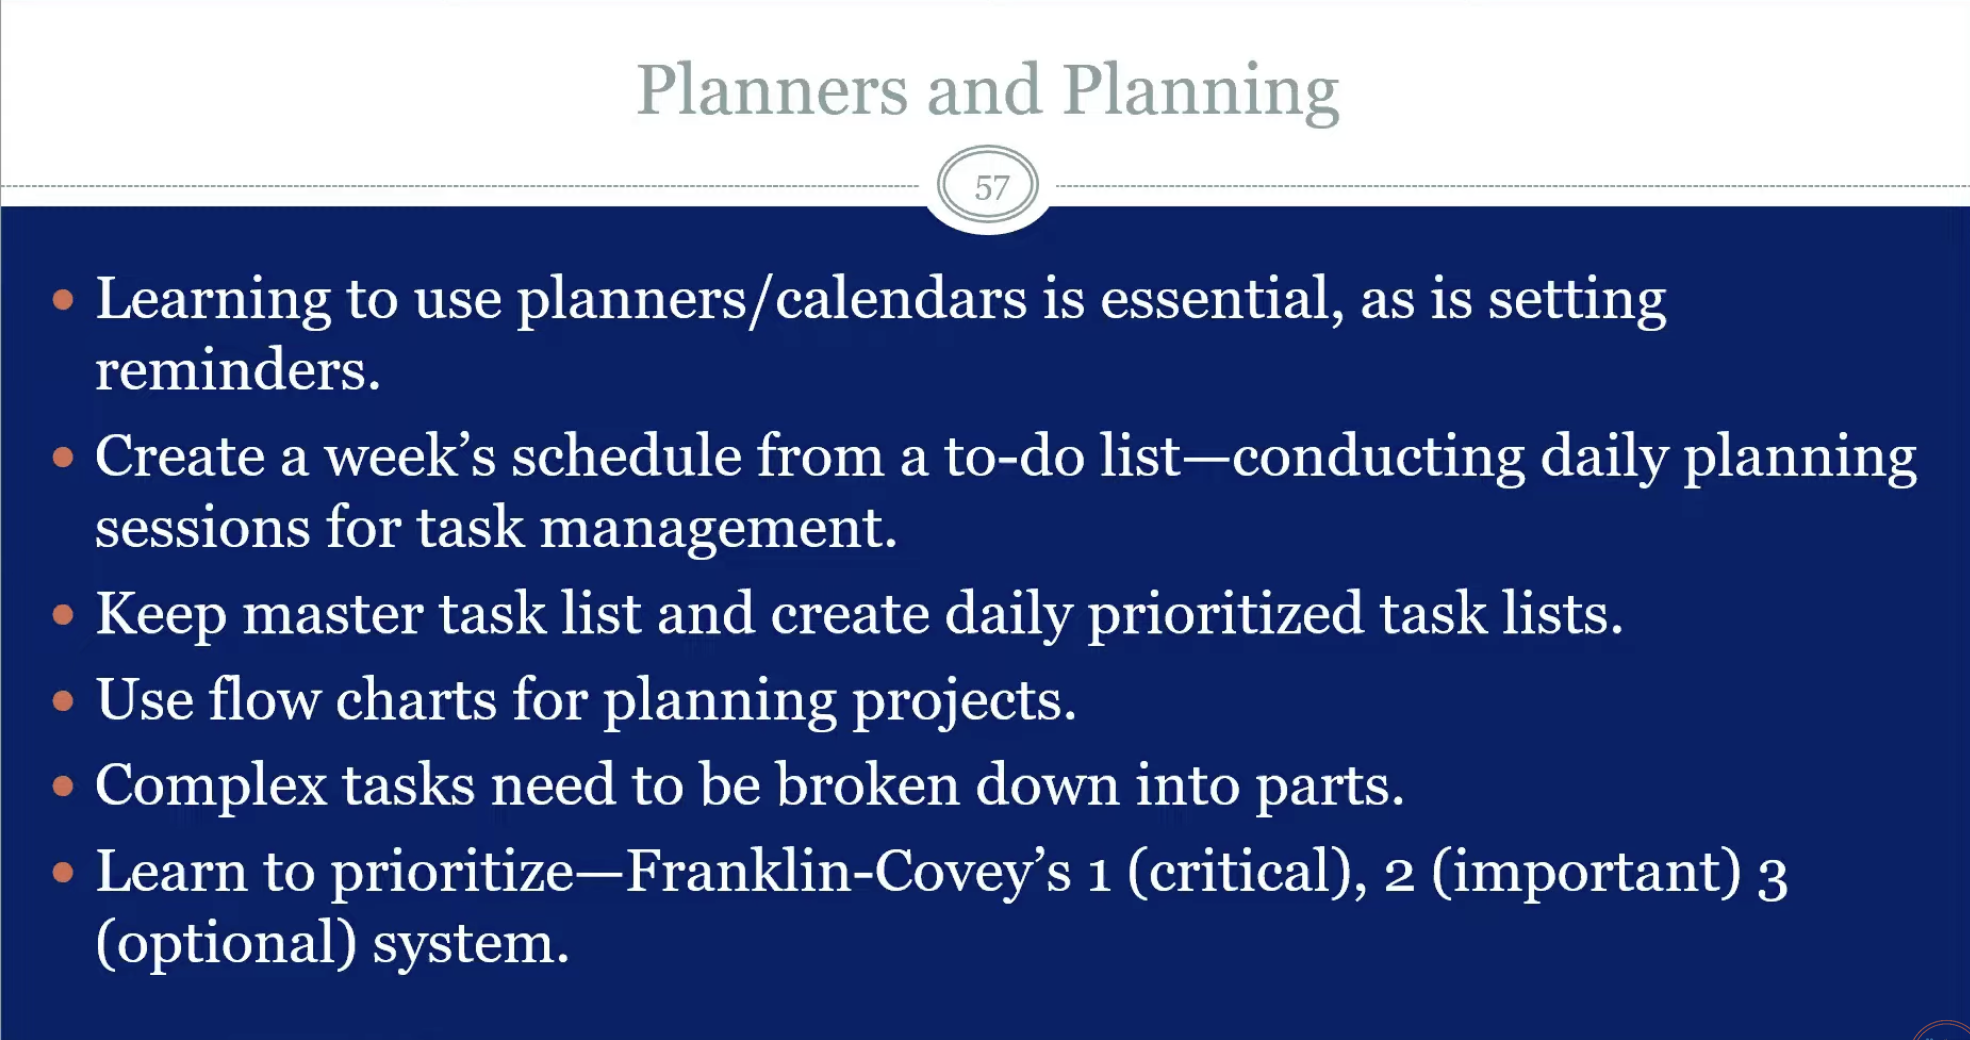 Planners and Planning
57
• Learning to use planners/calendars is essential, as is setting
reminders.
• Create a week’s schedule from a to-do list—conducting daily planning
sessions for task management.
• Keep master task list and create daily prioritized task lists.
• Use flow charts for planning projects.
• Complex tasks need to be broken down into parts.
• Learn to prioritize—Franklin-Covey’s 1 (critical), 2 (important) 3
(optional) system.